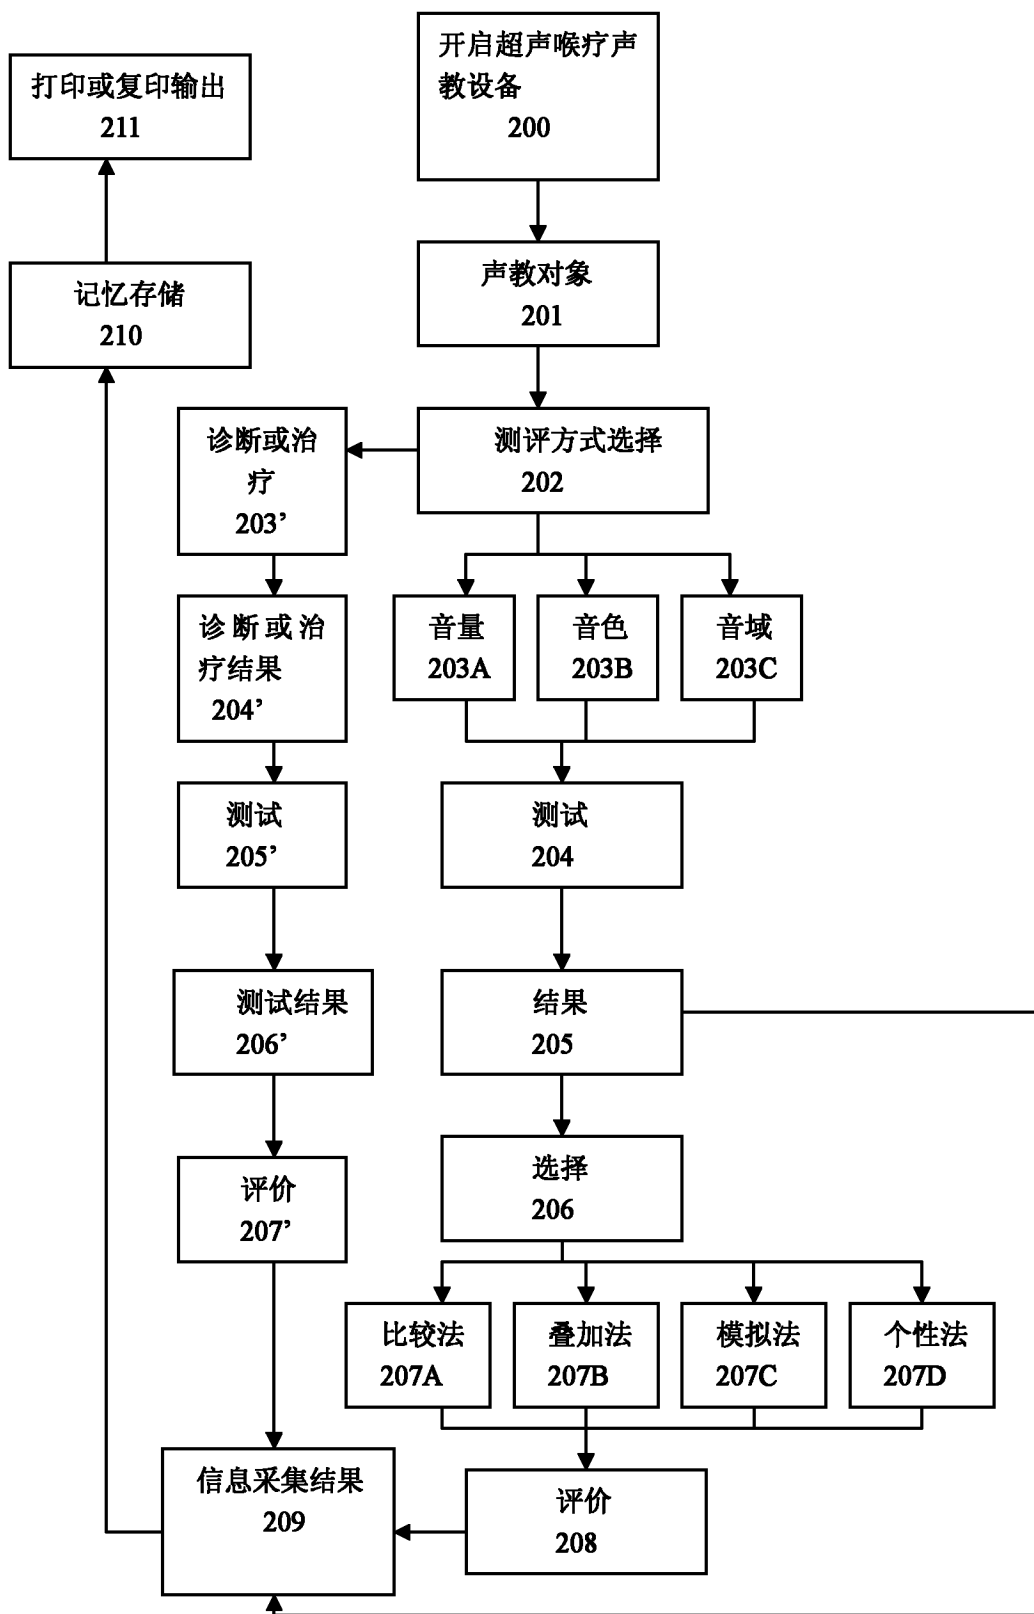 开启超声喉疗声
教设备
200
打印或复印输出
211
声教对象
201
记忆存储
210
测评方式选择
202
诊断或治
疗
203’
音量
203A
音色
203B
音域
203C
诊断或治
疗结果
204’
测试
205’
测试
204
测试结果
206’
结果
205
选择
206
评价
207’
比较法
207A
叠加法
207B
模拟法
207C
个性法
207D
信息采集结果
209
评价
208